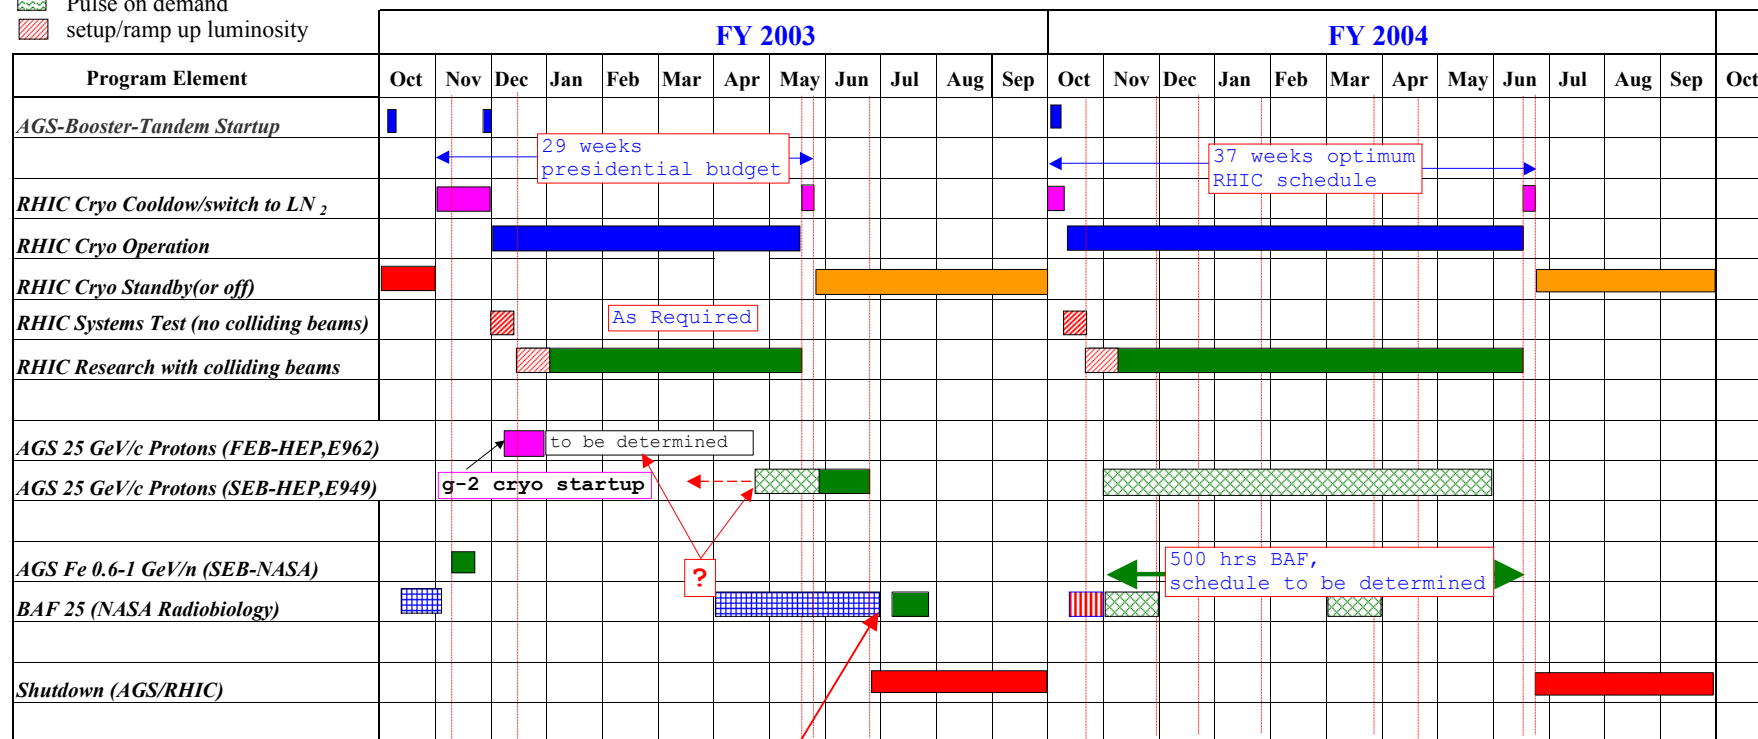 Pulse on demand
setup/ramp up luminosity
FY 2003
FY 2004
Program Element
Oct Nov Dec Jan Feb Mar Apr May Jun Jul Aug Sep Oct Nov Dec Jan Feb Mar Apr May Jun Jul Aug Sep Oct
AGS-Booster-Tandem Startup
29 weeks
presidential budget
37 weeks optimum
RHIC schedule
RHIC Cryo Cooldow/switch to LN 2
RHIC Cryo Operation
RHIC Cryo Standby(or off)
RHIC Systems Test (no colliding beams)
As Required
RHIC Research with colliding beams
AGS 25 GeV/c Protons (FEB-HEP,E962)
to be determined
AGS 25 GeV/c Protons (SEB-HEP,E949)
g-2 cryo startup
AGS Fe 0.6-1 GeV/n (SEB-NASA)
?
500 hrs BAF,
schedule to be determined
BAF 25 (NASA Radiobiology)
Shutdown (AGS/RHIC)